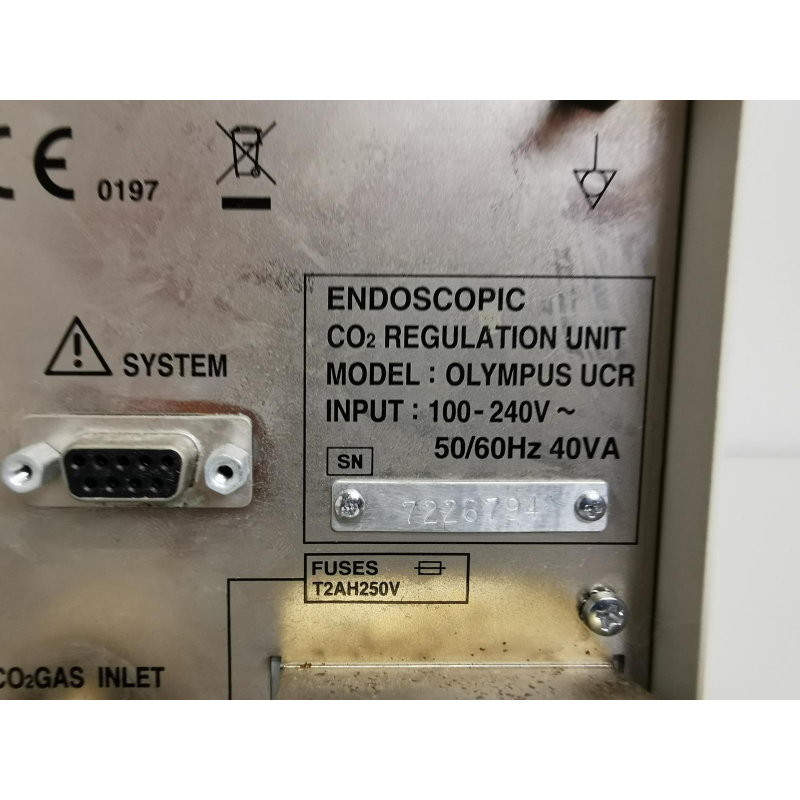 CE 0197
ENDOSCOPIC
CO₂ REGULATION UNIT
MODEL : OLYMPUS UCR
INPUT : 100-240V ~
50/60Hz 40VA
SN
7226794
SYSTEM
FUSES
T2AH250V
CO₂GAS INLET